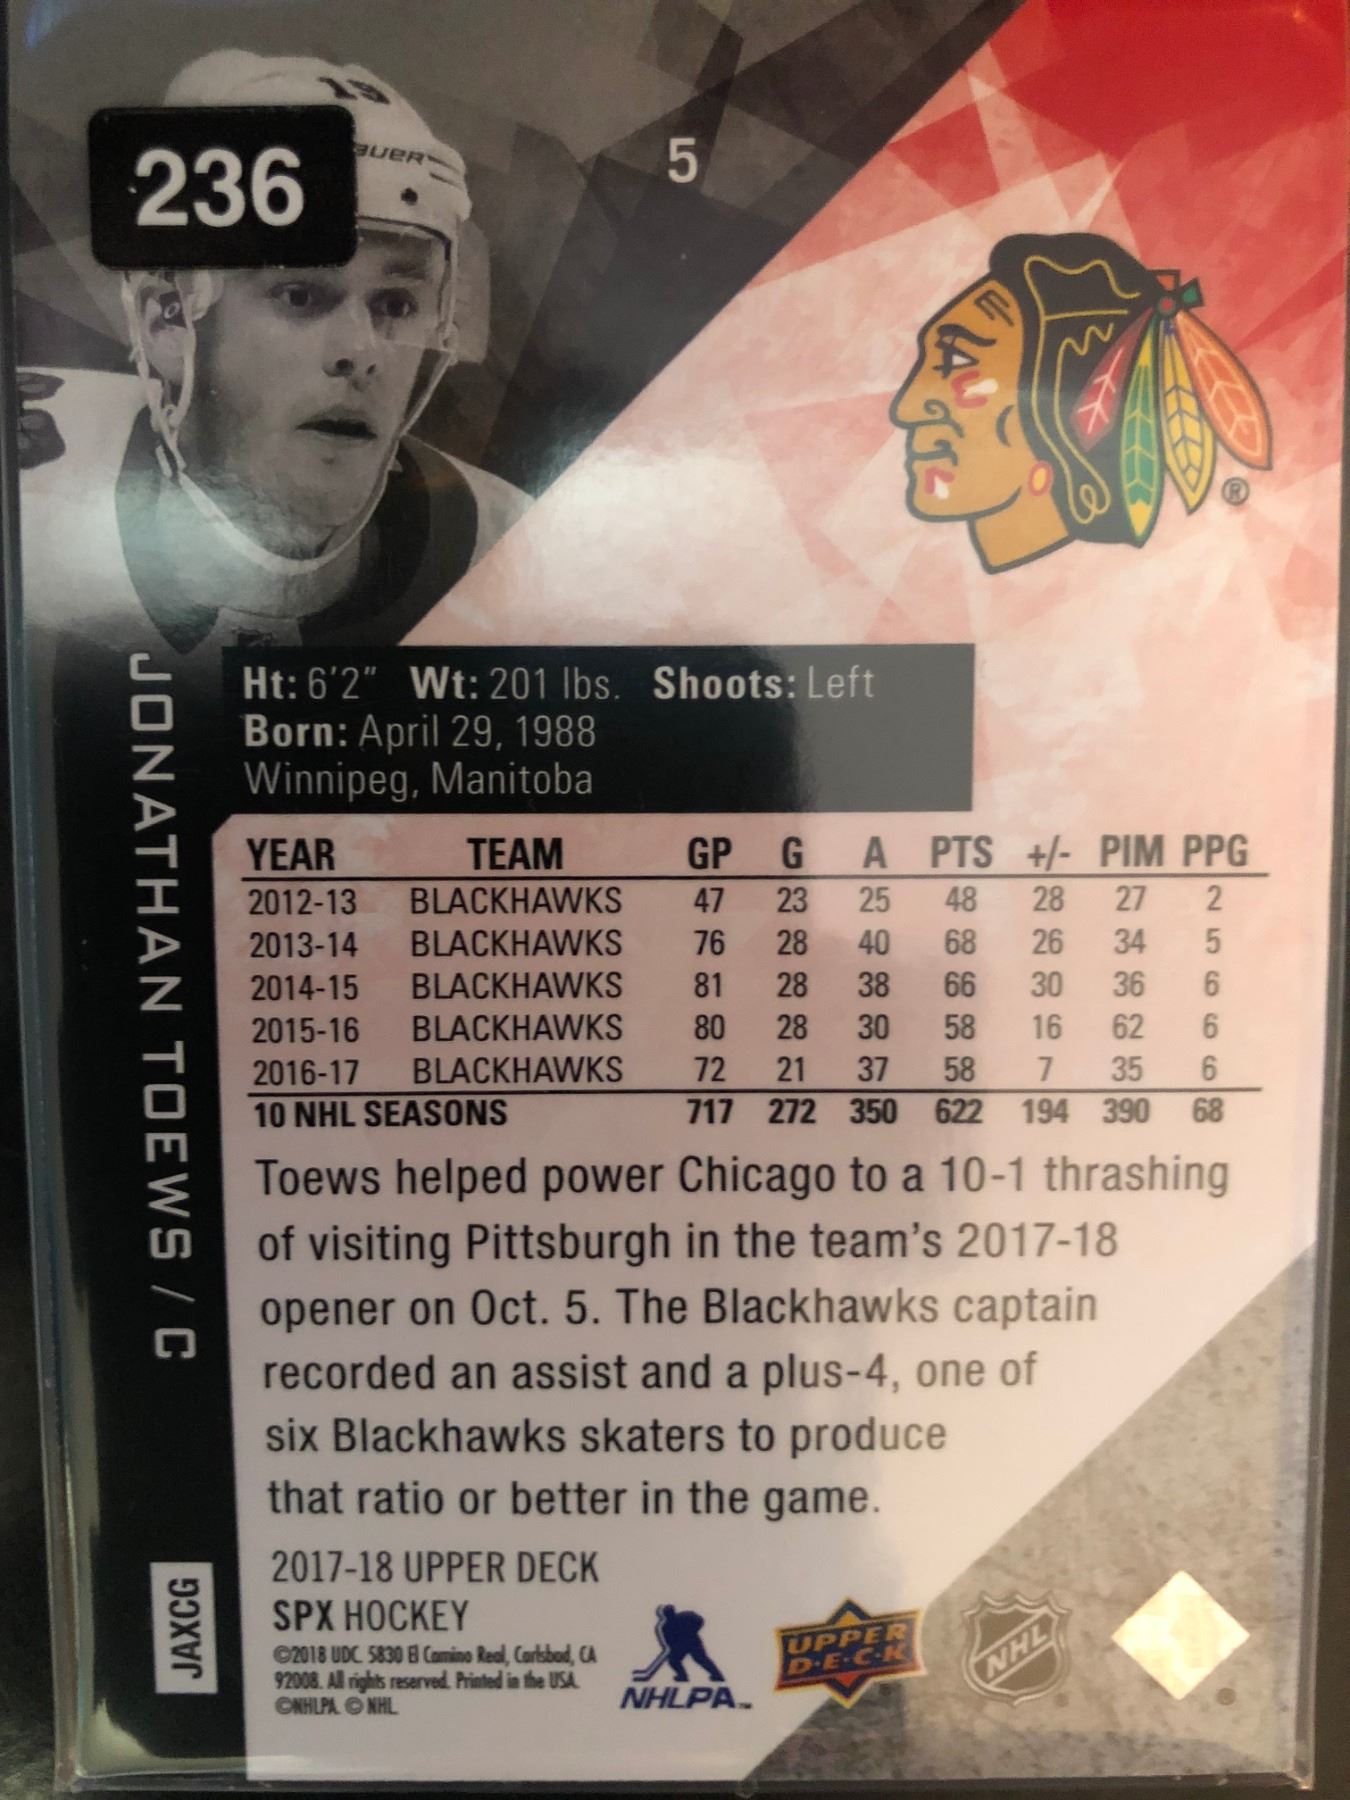 19
BAUER
236
5
®
JONATHAN TOEWS / C
Ht: 6'2" Wt: 201 lbs. Shoots: Left
Born: April 29, 1988
Winnipeg, Manitoba
YEAR TEAM GP G A PTS +/- PIM PPG
2012-13 BLACKHAWKS 47 23 25 48 28 27 2
2013-14 BLACKHAWKS 76 28 40 68 26 34 5
2014-15 BLACKHAWKS 81 28 38 66 30 36 6
2015-16 BLACKHAWKS 80 28 30 58 16 62 6
2016-17 BLACKHAWKS 72 21 37 58 7 35 6
10 NHL SEASONS 717 272 350 622 194 390 68
Toews helped power Chicago to a 10-1 thrashing
of visiting Pittsburgh in the team's 2017-18
opener on Oct. 5. The Blackhawks captain
recorded an assist and a plus-4, one of
six Blackhawks skaters to produce
that ratio or better in the game.
JAXCG
2017-18 UPPER DECK
SPX HOCKEY
©2018 UDC. 5830 El Camino Real, Carlsbad, CA
92008. All rights reserved. Printed in the USA.
©NHLPA. © NHL
NHLPA™
UPPER
D·E·C·K
NHL